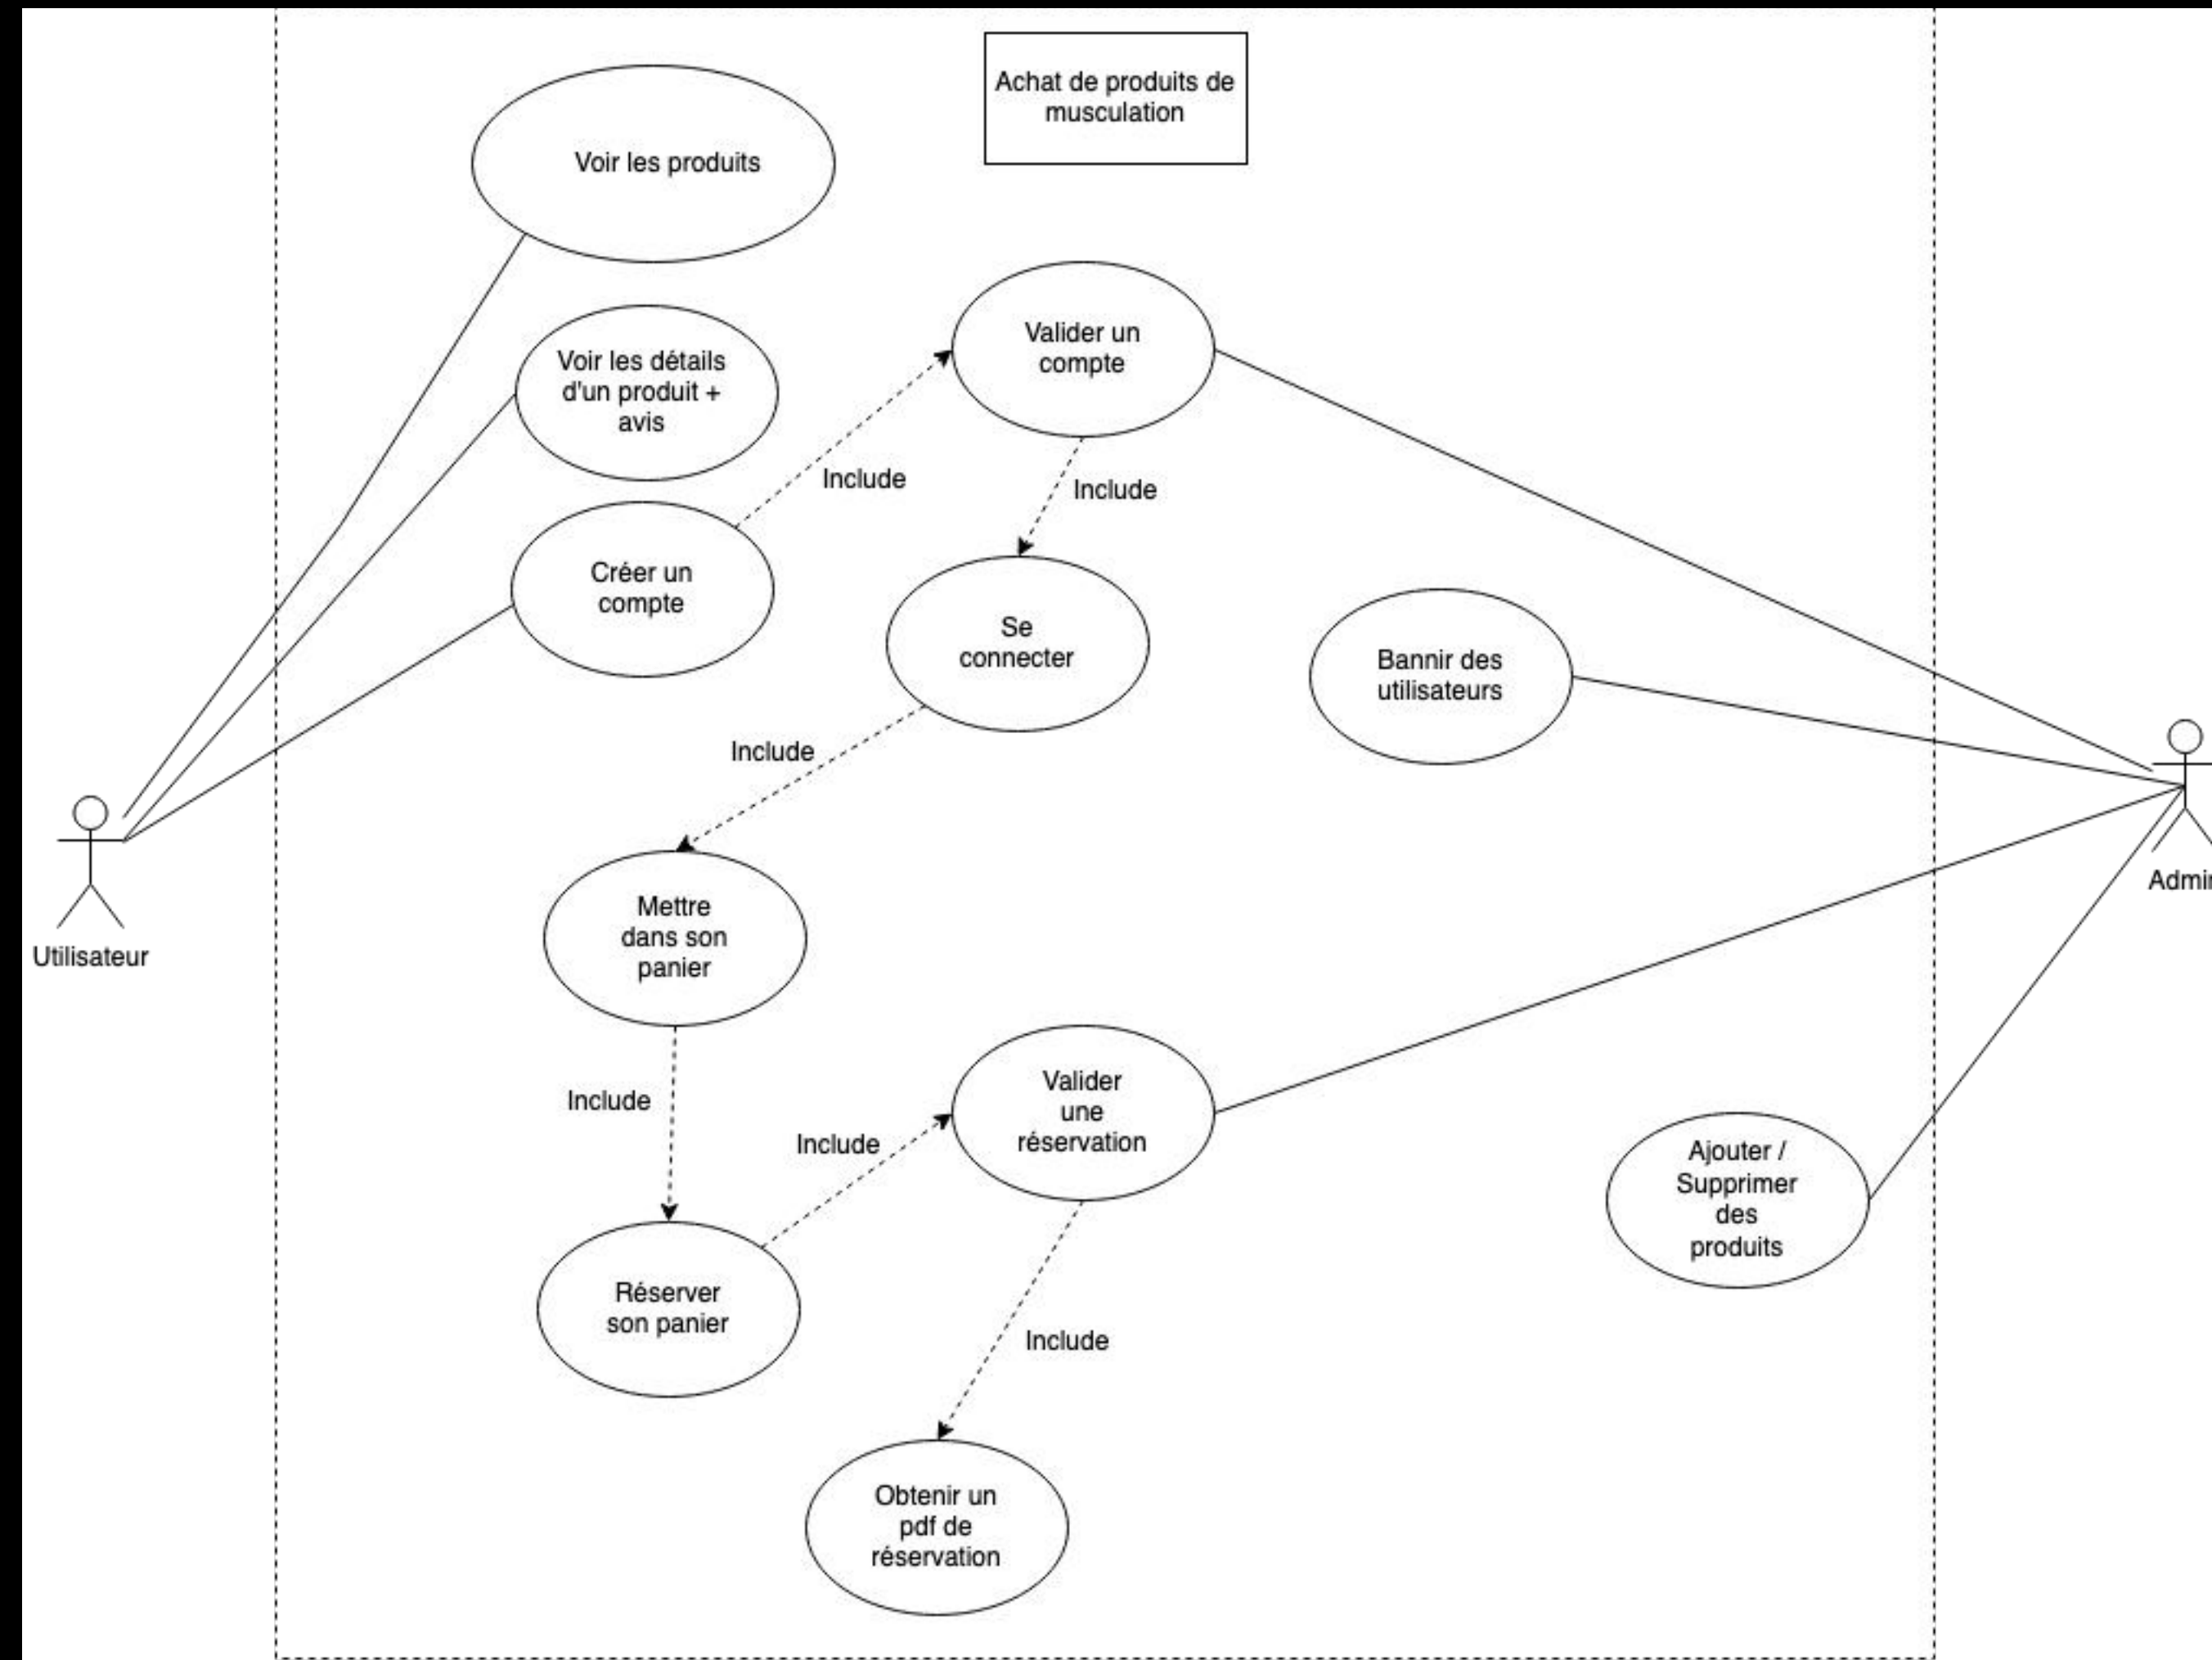 Achat de produits de
musculation
Voir les produits
Valider un
compte
Voir les détails
d'un produit +
avis
Include
Include
Créer un
compte
Se
connecter
Bannir des
utilisateurs
Include
Utilisateur
Mettre
dans son
panier
Include
Include
Valider
une
réservation
Ajouter /
Supprimer
des
produits
Réserver
son panier
Include
Obtenir un
pdf de
réservation